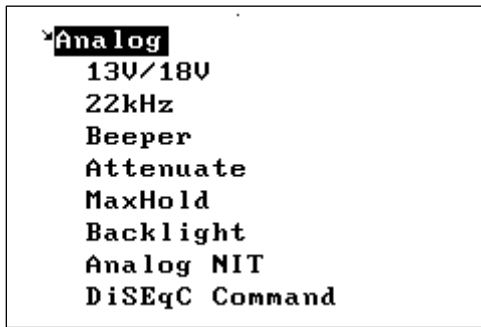 Analog
13V/18V
22kHz
Beeper
Attenuate
MaxHold
Backlight
Analog NIT
DiSEqC Command